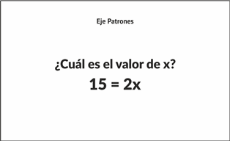 Eje Patrones
¿Cuál es el valor de x?
15 = 2x